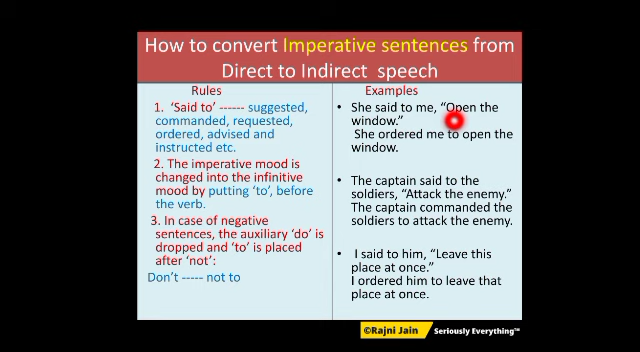 How to convert Imperative sentences from
Direct to Indirect speech
Rules
1. ‘Said to’ ------ suggested,
commanded, requested,
ordered, advised and
instructed etc.
2. The imperative mood is
changed into the infinitive
mood by putting ‘to’, before
the verb.
3. In case of negative
sentences, the auxiliary ‘do’ is
dropped and ‘to’ is placed
after ‘not’:
Don’t ----- not to
Examples
• She said to me, “Open the
window.”
She ordered me to open the
window.
• The captain said to the
soldiers, “Attack the enemy.”
The captain commanded the
soldiers to attack the enemy.
• I said to him, “Leave this
place at once.”
I ordered him to leave that
place at once.
©Rajni Jain Seriously Everything™